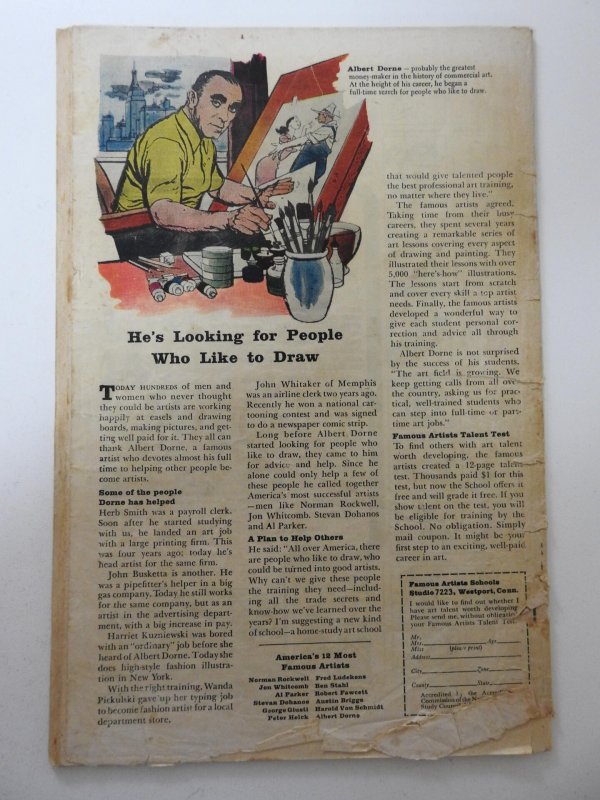 Albert Dorne – probably the greatest
money-maker in the history of commercial art.
At the height of his career, he began a
full-time search for people who like to draw.
He's Looking for People
Who Like to Draw
TODAY HUNDREDS of men and
women who never thought
they could be artists are working
happily at easels and drawing
boards, making pictures, and get-
ting well paid for it. They all can
thank Albert Dorne, a famous
artist who devotes almost his full
time to helping other people be-
come artists.
Some of the people
Dorne has helped
Herb Smith was a payroll clerk.
Soon after he started studying
with us, he landed an art job
with a large printing firm. This
was four years ago; today he's
head artist for the same firm.
John Busketta is another. He
was a pipefitter's helper in a big
gas company. Today he still works
for the same company, but as an
artist in the advertising depart-
ment, with a big increase in pay.
Harriet Kuzniewski was bored
with an "ordinary" job before she
heard of Albert Dorne. Today she
does high-style fashion illustra-
tion in New York.
With the right training, Wanda
Pickulski gave up her typing job
to become fashion artist for a local
department store.
John Whitaker of Memphis
was an airline clerk two years ago.
Recently he won a national car-
tooning contest and was signed
to do a newspaper comic strip.
Long before Albert Dorne
started looking for people who
like to draw, they came to him
for advice and help. Since he
alone could help only a few of
these people he called together
America's most successful artists
—men like Norman Rockwell,
Jon Whitcomb, Stevan Dohanos
and Al Parker.
A Plan to Help Others
He said: "All over America, there
are people who like to draw, who
could be turned into good artists.
Why can't we give these people
the training they need—includ-
ing all the trade secrets and
know-how we've learned over the
years? I'm suggesting a new kind
of school—a home-study art school
America's 12 Most
Famous Artists
Norman Rockwell
Jon Whitcomb
Al Parker
Stevan Dohanos
George Giusti
Peter Helck
Fred Ludekens
Ben Stahl
Robert Fawcett
Austin Briggs
Harold Von Schmidt
Albert Dorne
that would give talented people
the best professional art training,
no matter where they live."
The famous artists agreed.
Taking time from their busy
careers, they spent several years
creating a remarkable series of
art lessons covering every aspect
of drawing and painting. They
illustrated their lessons with over
5,000 "here's-how" illustrations.
The lessons start from scratch
and cover every skill a top artist
needs. Finally, the famous artists
developed a wonderful way to
give each student personal cor-
rection and advice all through
his training.
Albert Dorne is not surprised
by the success of his students.
"The art field is growing. We
keep getting calls from all over
the country, asking us for prac-
tical, well-trained students who
can step into full-time or part-
time art jobs."
Famous Artists Talent Test
To find others with art talent
worth developing, the famous
artists created a 12-page talent
test. Thousands paid $1 for this
test, but now the School offers it
free and will grade it free. If you
show talent on the test, you will
be eligible for training by the
School. No obligation. Simply
mail coupon. It might be your
first step to an exciting, well-paid
career in art.
Famous Artists Schools
Studio 7223, Westport, Conn.
I would like to find out whether I
have art talent worth developing
Please send me, without obligation
your Famous Artists Talent Test.
Mr.
Mrs. Age
Miss (please print)
Address
City Zone
County State
Accredited by the Accred
Commission of the N
Study Council